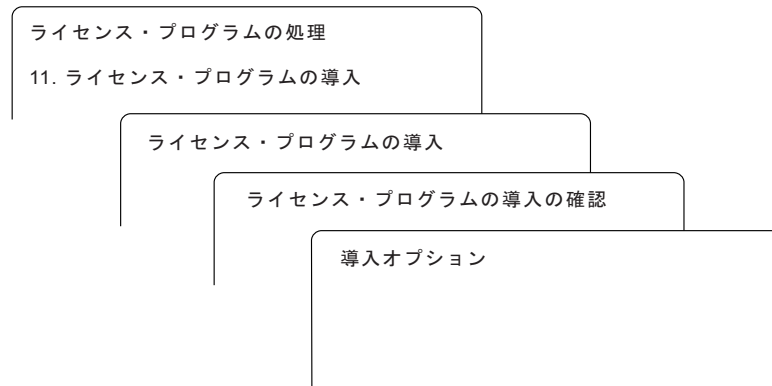 ライセンス・プログラムの処理
11. ライセンス・プログラムの導入
ライセンス・プログラムの導入
ライセンス・プログラムの導入の確認
導入オプション